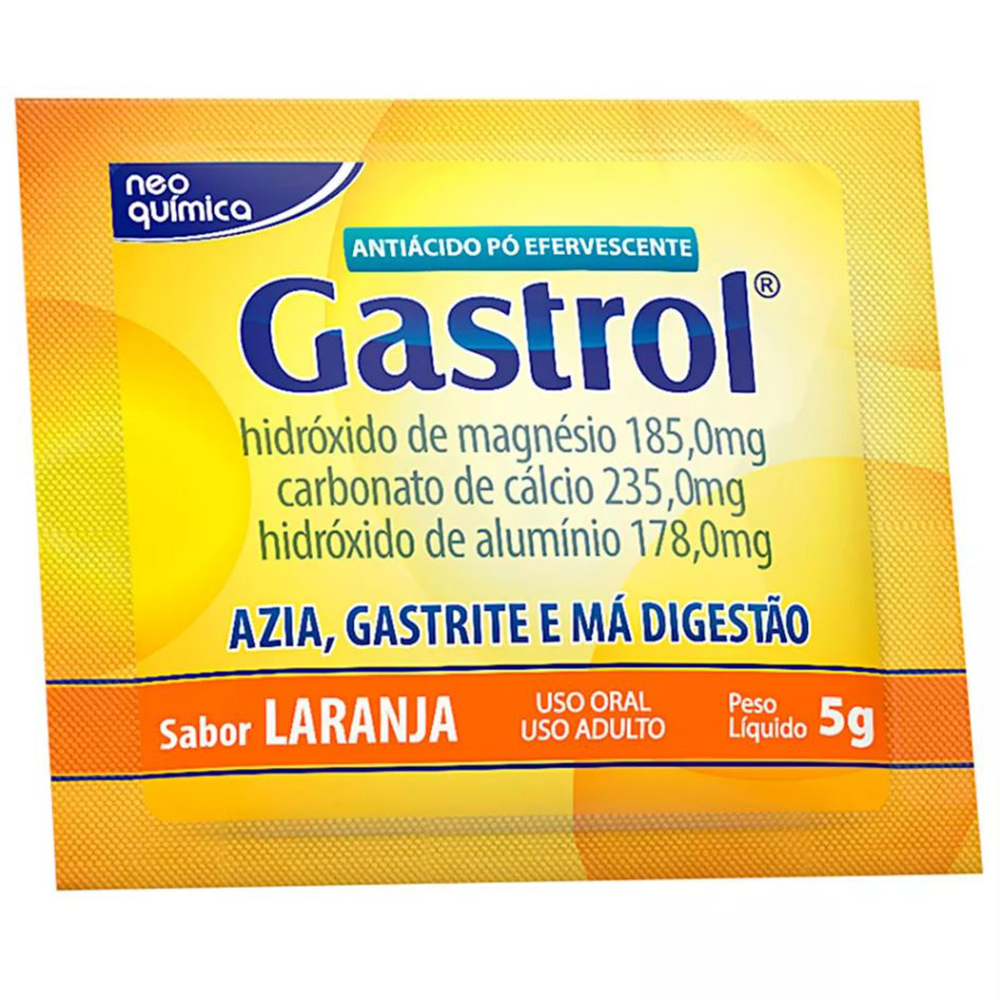 neo
química
ANTIÁCIDO PÓ EFERVESCENTE
Gastrol®
hidróxido de magnésio 185,0mg
carbonato de cálcio 235,0mg
hidróxido de alumínio 178,0mg
AZIA, GASTRITE E MÁ DIGESTÃO
Sabor LARANJA
USO ORAL
USO ADULTO
Peso
Líquido 5g